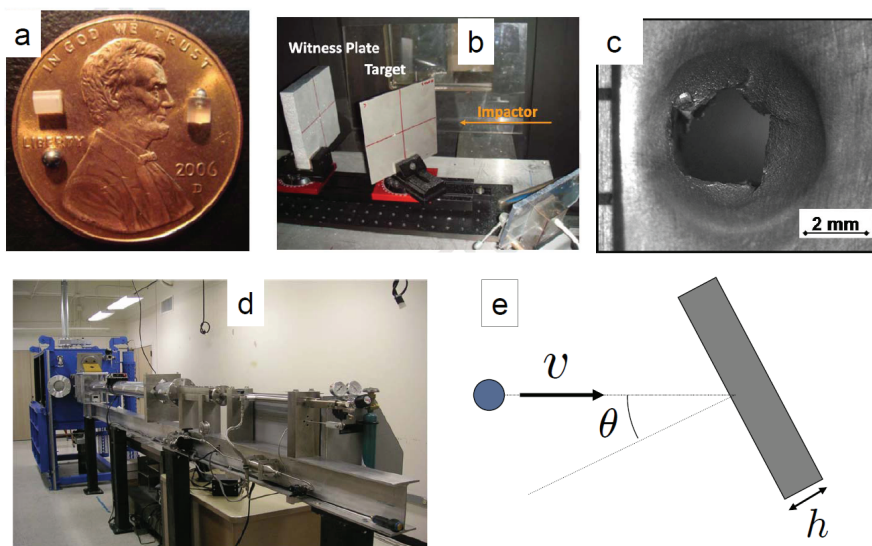 a
IN GOD WE TRUST
LIBERTY
2006
D
b
Witness Plate
Target
Impactor
c
2 mm
d
e
v
θ
h